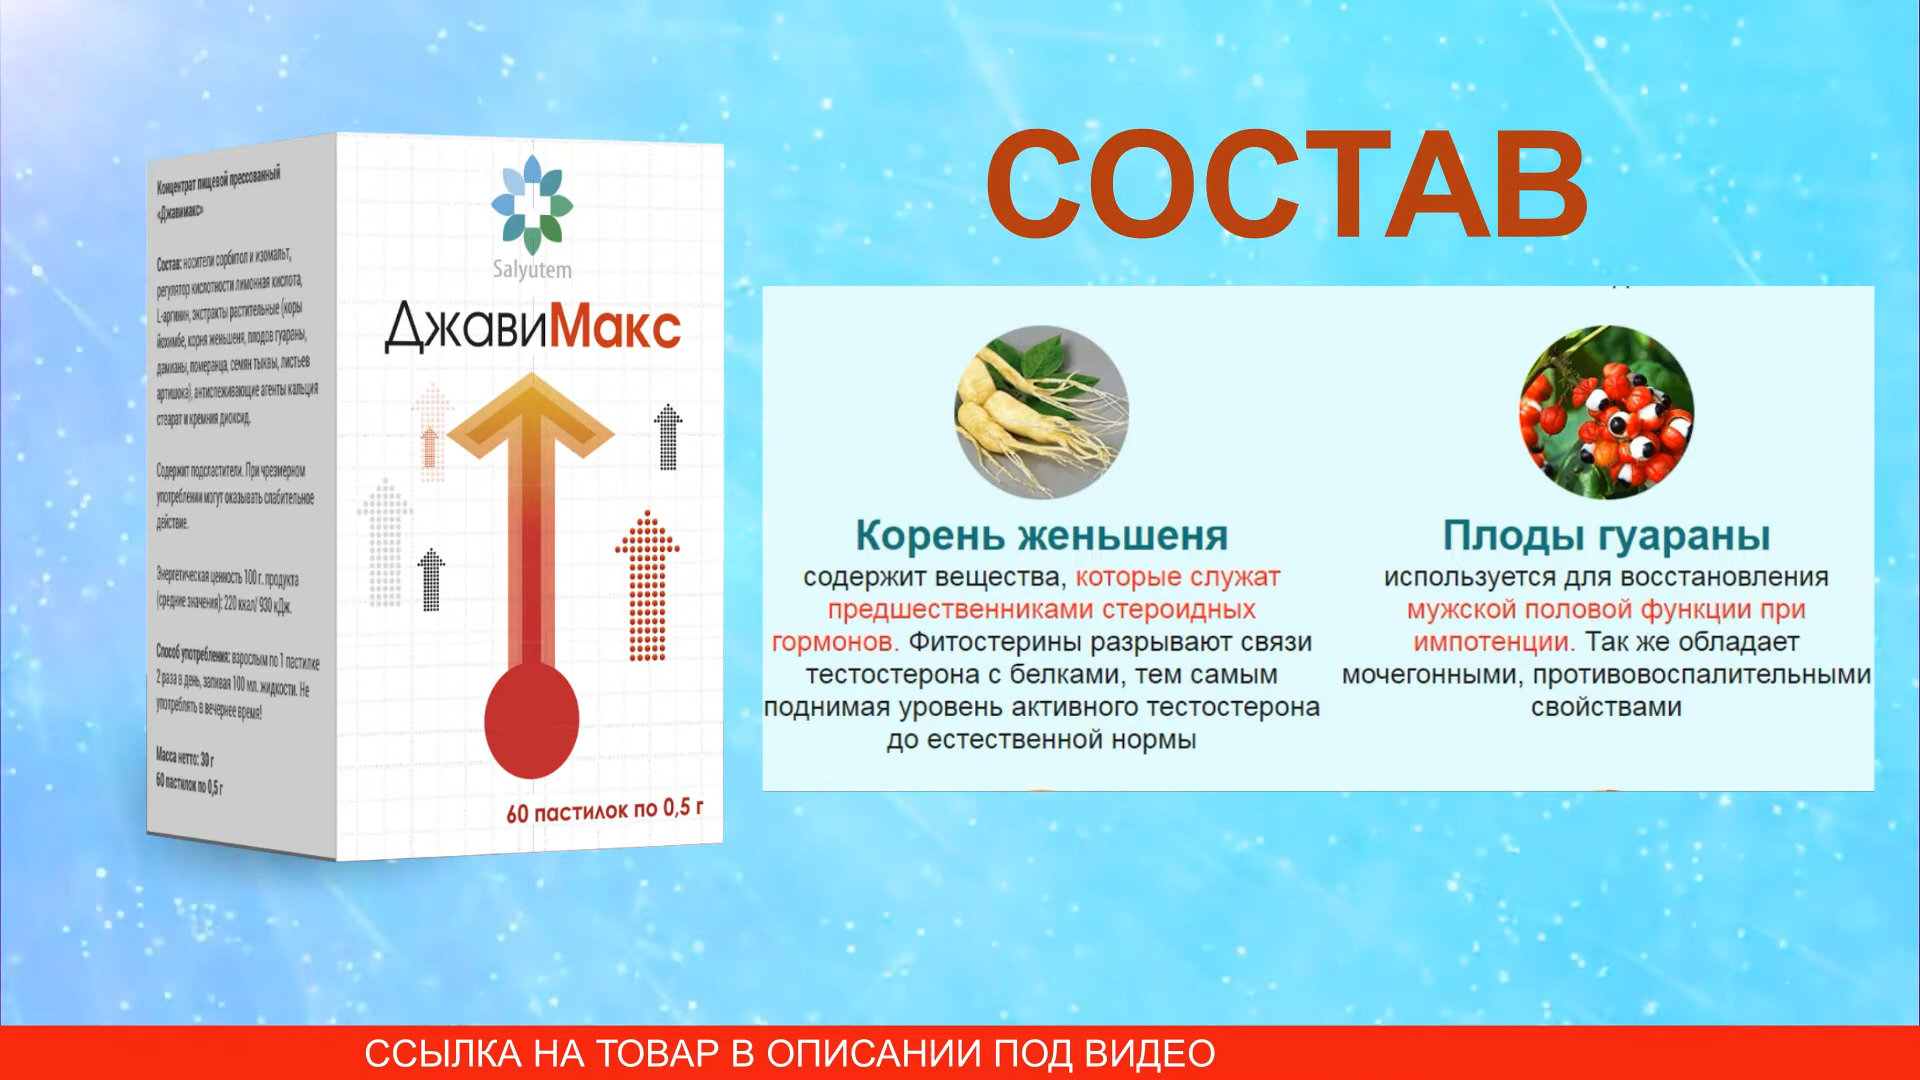 Концентрат пищевой прессованный
«Джавимакс»
Состав: носители сорбитол и изомальт,
регулятор кислотности лимонная кислота,
L-аргинин, экстракты растительные (коры
йохимбе, корня женьшеня, плодов гуараны,
дамианы, померанца, семян тыквы, листьев
артишока), антислеживающие агенты кальция
стеарат и кремния диоксид.
Содержит подсластители. При чрезмерном
употреблении могут оказывать слабительное
действие.
Энергетическая ценность 100 г. продукта
(средние значения): 220 ккал/ 930 кДж.
Способ употребления: взрослым по 1 пастилке
2 раза в день, запивая 100 мл. жидкости. Не
употреблять в вечернее время!
Масса нетто: 30 г
60 пастилок по 0,5 г
Salyutem
ДжавиМакс
60 пастилок по 0,5 г
СОСТАВ
Корень женьшеня
содержит вещества, которые служат
предшественниками стероидных
гормонов. Фитостерины разрывают связи
тестостерона с белками, тем самым
поднимая уровень активного тестостерона
до естественной нормы
Плоды гуараны
используется для восстановления
мужской половой функции при
импотенции. Так же обладает
мочегонными, противовоспалительными
свойствами
ССЫЛКА НА ТОВАР В ОПИСАНИИ ПОД ВИДЕО